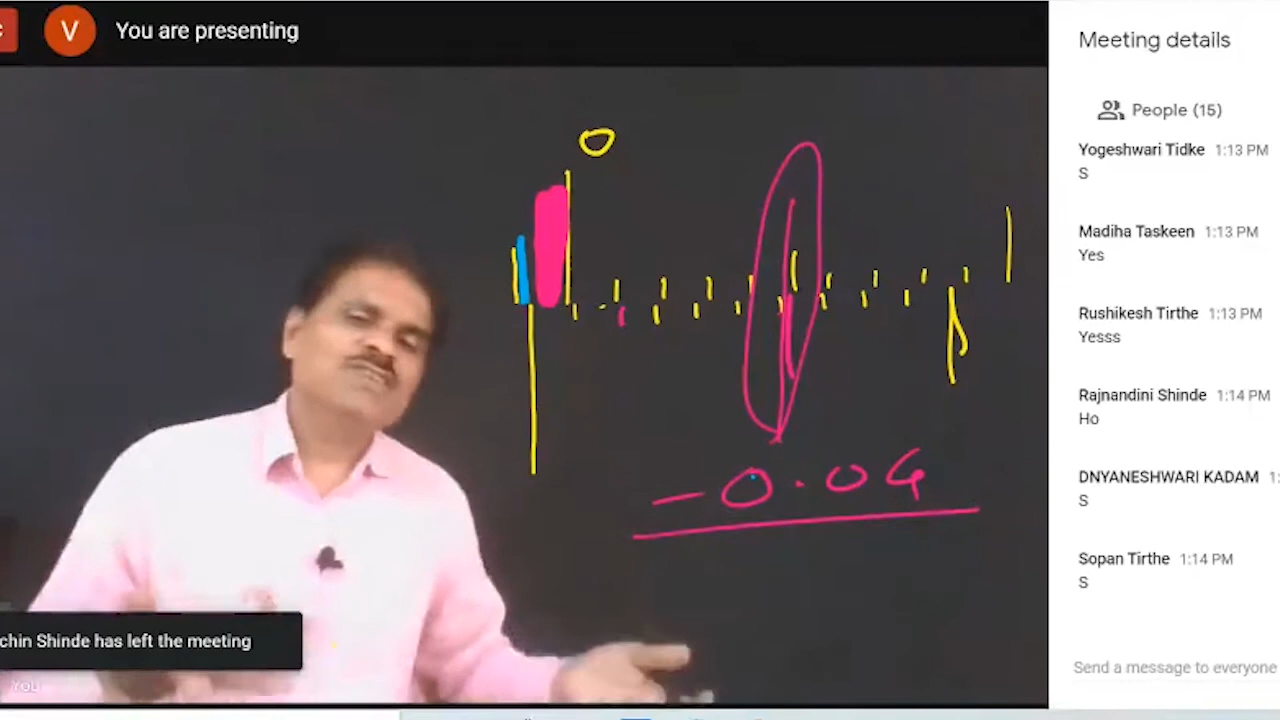 V
You are presenting
Meeting details
People (15)
Yogeshwari Tidke 1:13 PM
S
Madiha Taskeen 1:13 PM
Yes
Rushikesh Tirthe 1:13 PM
Yesss
Rajnandini Shinde 1:14 PM
Ho
DNYANESHWARI KADAM 1:
S
Sopan Tirthe 1:14 PM
S
Send a message to everyone
0
-0.04
chin Shinde has left the meeting
You